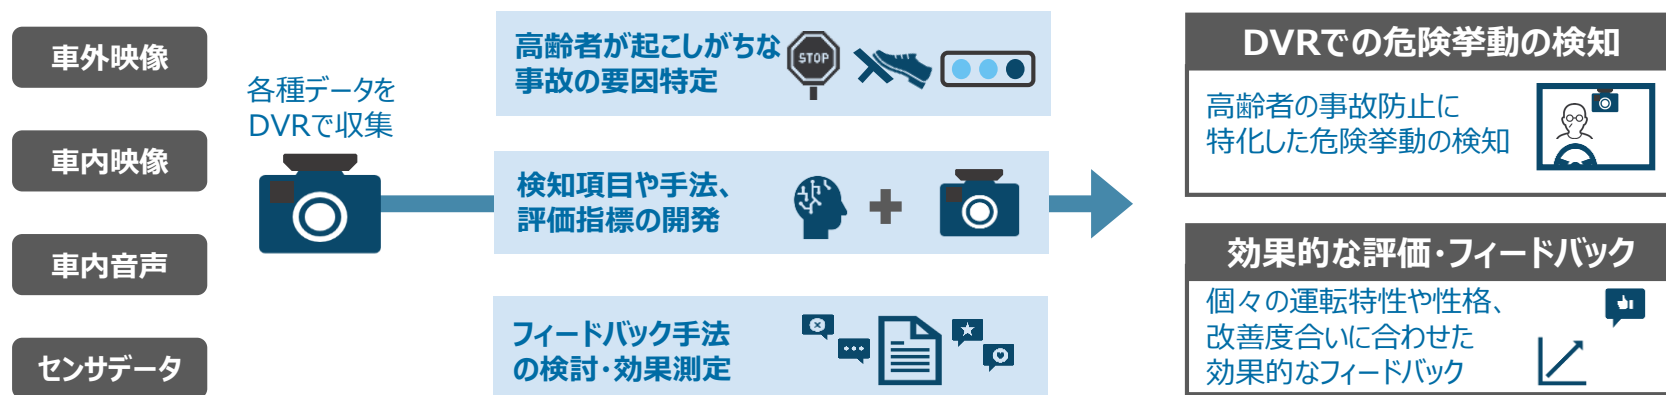 車外映像
車内映像
車内音声
センサデータ
各種データを
DVRで収集
高齢者が起こしがちな
事故の要因特定
STOP
検知項目や手法、
評価指標の開発
フィードバック手法
の検討・効果測定
DVRでの危険挙動の検知
高齢者の事故防止に
特化した危険挙動の検知
効果的な評価・フィードバック
個々の運転特性や性格、
改善度合いに合わせた
効果的なフィードバック